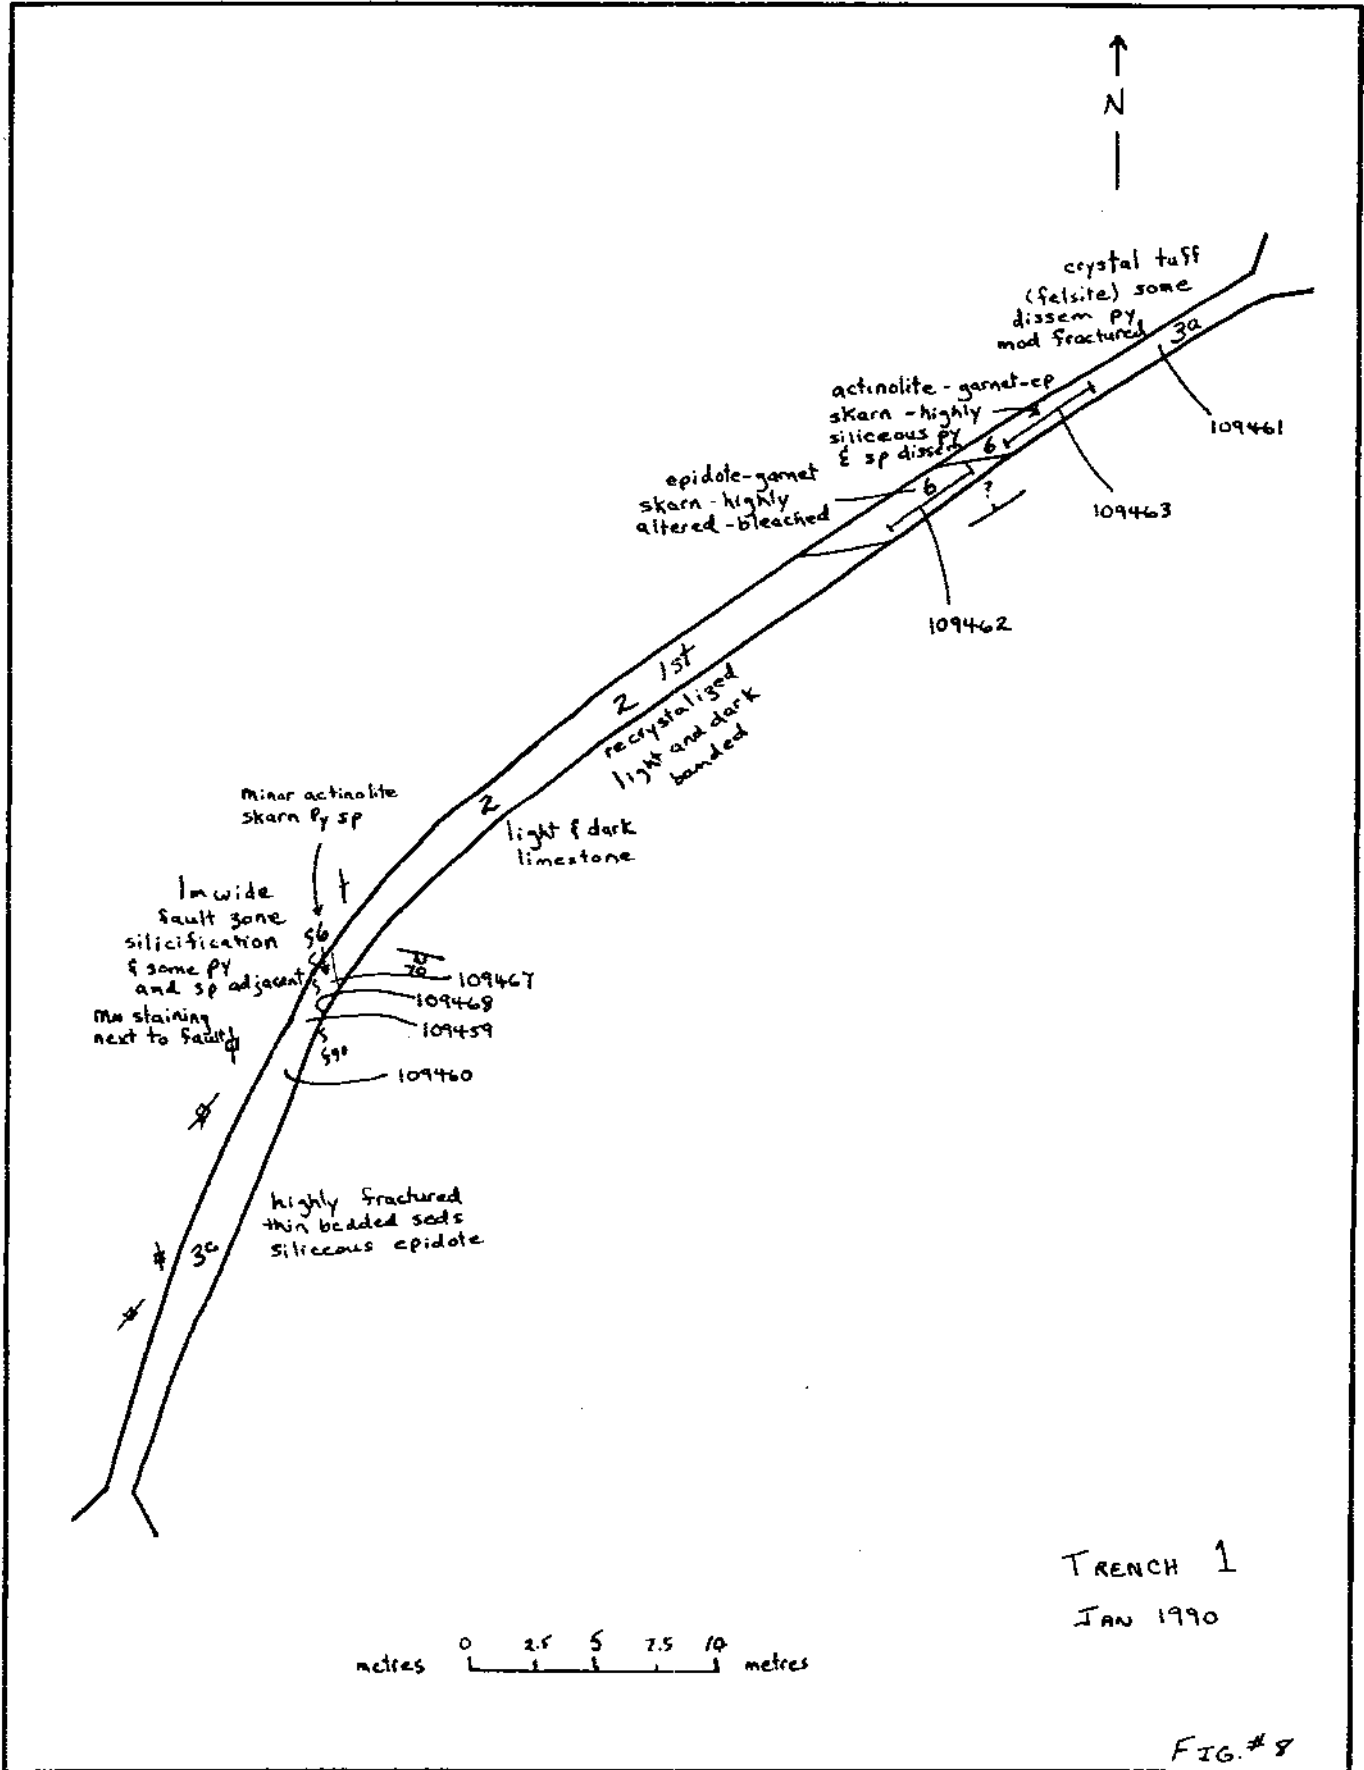 N
crystal tuff
(felsite) some
dissem py
mod fractured
3a
109461
actinolite-garnet-ep
skarn-highly
siliceous py
& sp dissem
6
109463
epidote-garnet
skarn-highly
altered-bleached
6
?
109462
2 1st
recrystalized
light and dark
banded
2
light & dark
limestone
minor actinolite
skarn Py sp
1m wide
fault zone
silicification
& some py
and sp adjacent
mn staining
next to fault
6
70
109467
109468
109459
90
109460
highly fractured
thin bedded seds
siliceous epidote
3c
TRENCH 1
JAN 1990
0 2.5 5 7.5 10
metres metres
FIG. # 8